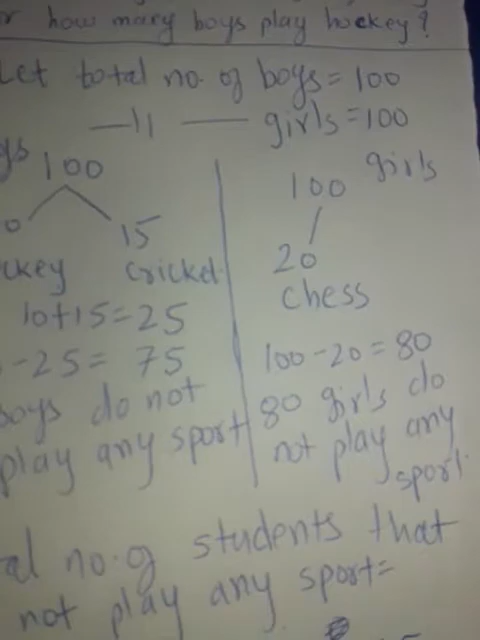 how many boys play hockey?
Let total no. of boys = 100
—11— girls = 100
100
100 girls
15
20
cricket
chess
10+15=25
-25= 75
100-20=80
boys do not
80 girls do
play any sport
not play any
sport.
no. of students that
not play any sport=